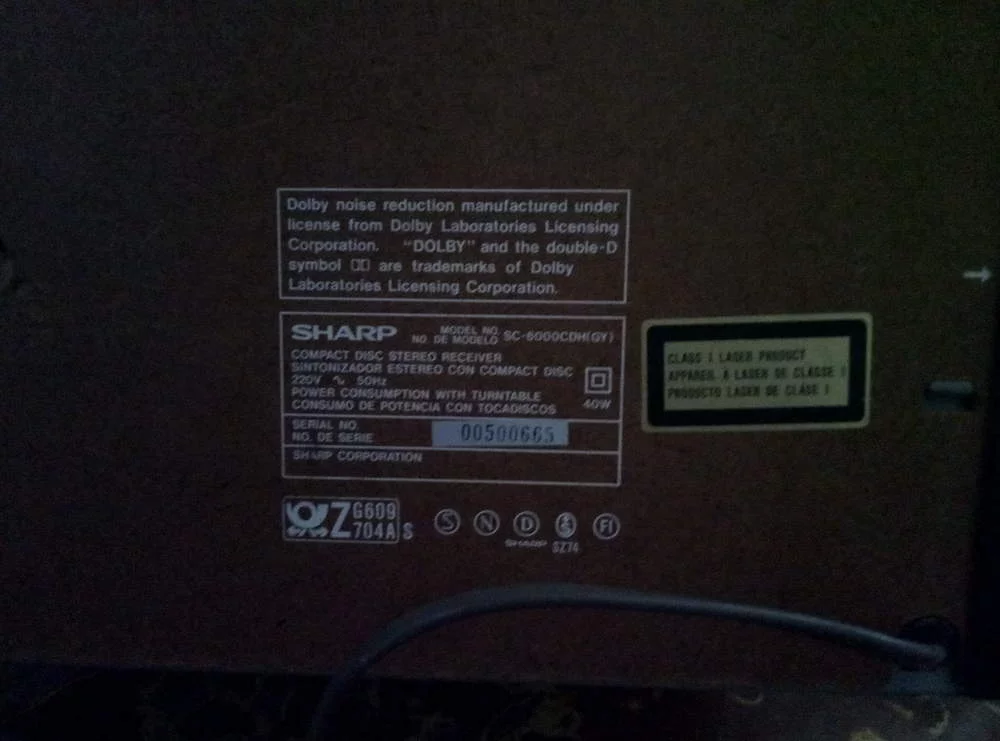 Dolby noise reduction manufactured under
license from Dolby Laboratories Licensing
Corporation. "DOLBY" and the double-D
symbol are trademarks of Dolby
Laboratories Licensing Corporation.
SHARP
MODEL NO.
NO. DE MODELO
SC-6000CDH(GY)
COMPACT DISC STEREO RECEIVER
SINTONIZADOR ESTEREO CON COMPACT DISC
220V ∿ 50Hz
POWER CONSUMPTION WITH TURNTABLE
CONSUMO DE POTENCIA CON TOCADISCOS
40W
SERIAL NO.
NO. DE SERIE
00500665
SHARP CORPORATION
CLASS 1 LASER PRODUCT
APPAREIL A LASER DE CLASSE 1
PRODUCTO LASER DE CLASE 1
Z G609
704A S
S N D FI
SHARP SZ74